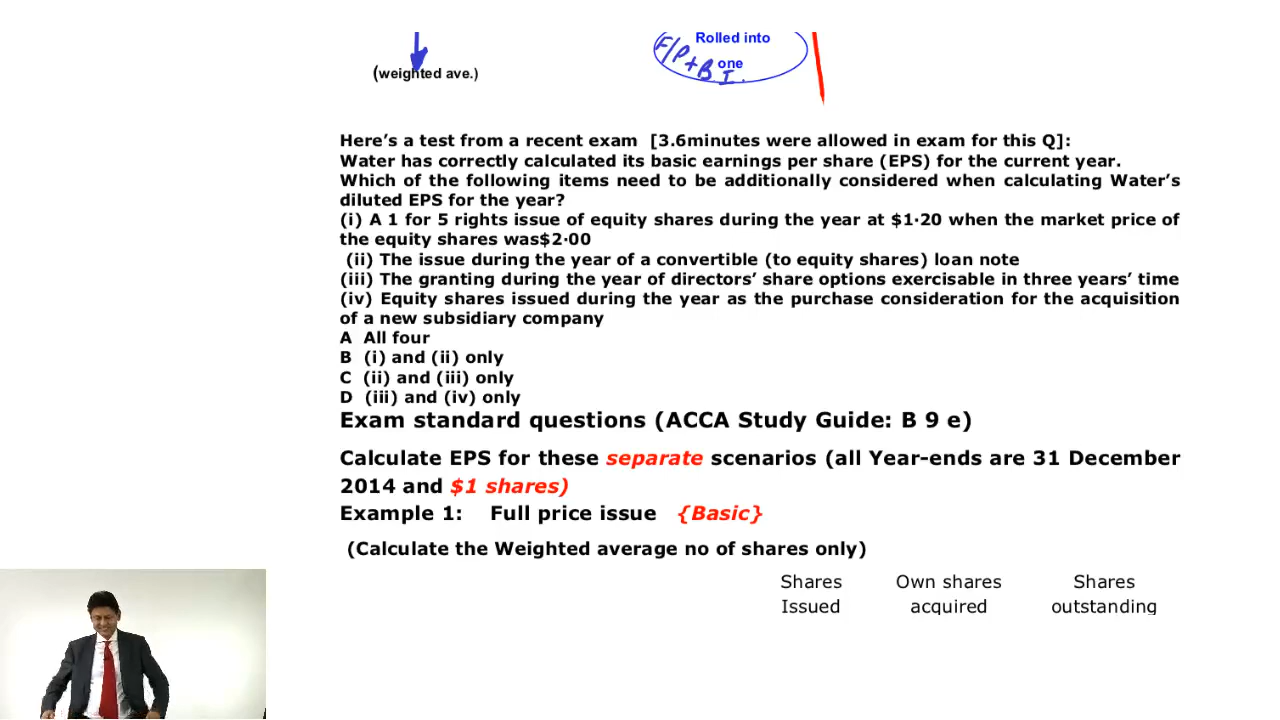 Rolled into
F/P + B I.
one
(weighted ave.)
Here's a test from a recent exam [3.6minutes were allowed in exam for this Q]:
Water has correctly calculated its basic earnings per share (EPS) for the current year.
Which of the following items need to be additionally considered when calculating Water's
diluted EPS for the year?
(i) A 1 for 5 rights issue of equity shares during the year at $1·20 when the market price of
the equity shares was$2·00
(ii) The issue during the year of a convertible (to equity shares) loan note
(iii) The granting during the year of directors' share options exercisable in three years' time
(iv) Equity shares issued during the year as the purchase consideration for the acquisition
of a new subsidiary company
A All four
B (i) and (ii) only
C (ii) and (iii) only
D (iii) and (iv) only
Exam standard questions (ACCA Study Guide: B 9 e)
Calculate EPS for these separate scenarios (all Year-ends are 31 December
2014 and $1 shares)
Example 1: Full price issue {Basic}
(Calculate the Weighted average no of shares only)
Shares Own shares Shares
Issued acquired outstanding